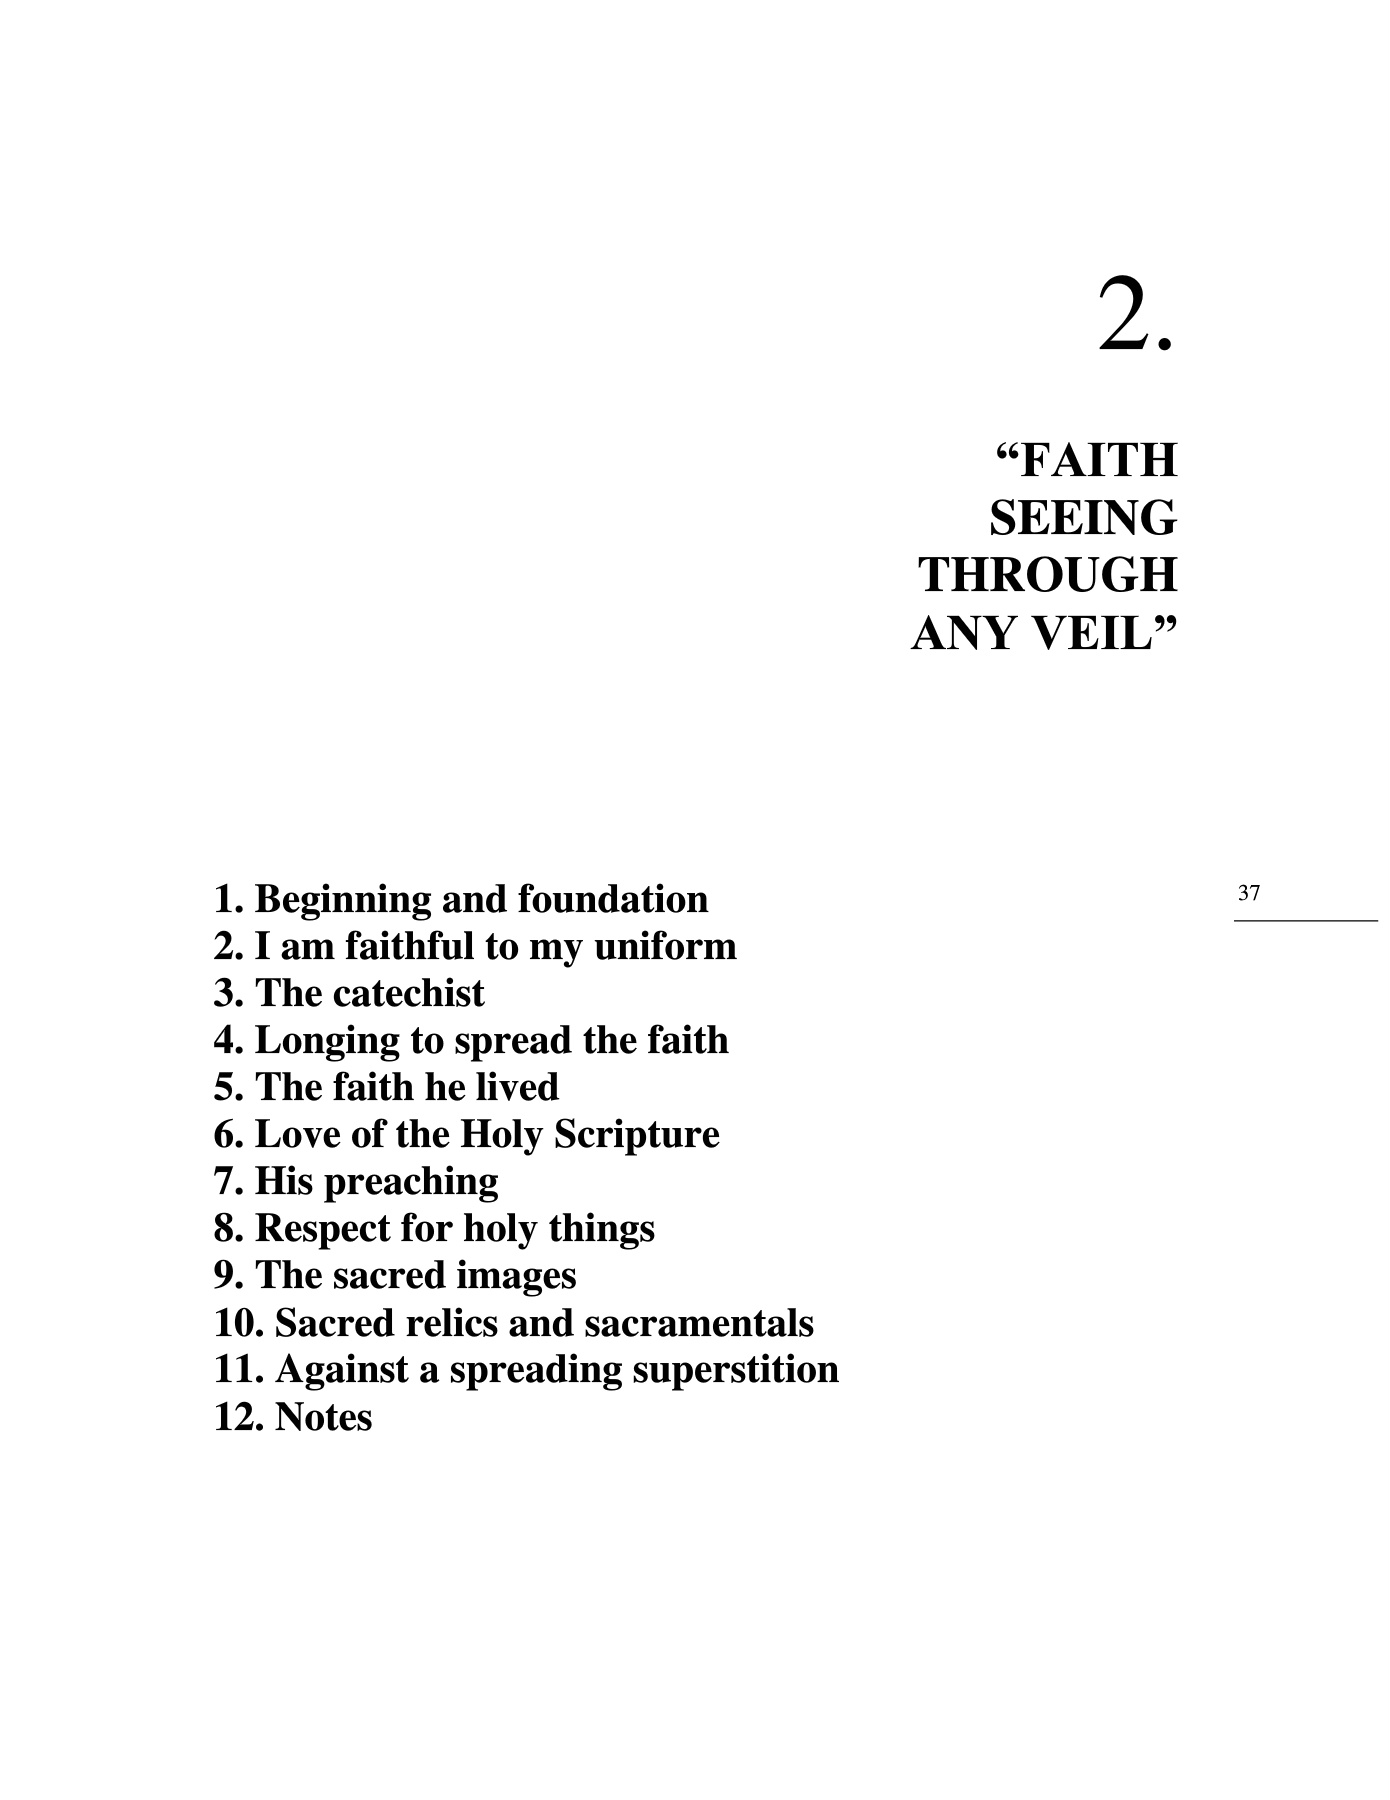 2.
“FAITH
SEEING
THROUGH
ANY VEIL”
1. Beginning and foundation
37
2. I am faithful to my uniform
3. The catechist
4. Longing to spread the faith
5. The faith he lived
6. Love of the Holy Scripture
7. His preaching
8. Respect for holy things
9. The sacred images
10. Sacred relics and sacramentals
11. Against a spreading superstition
12. Notes